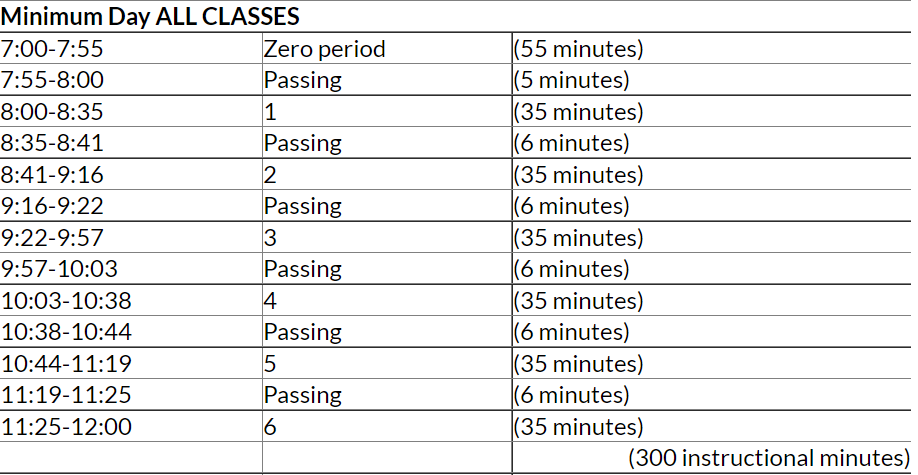 Minimum Day ALL CLASSES
7:00-7:55 Zero period (55 minutes)
7:55-8:00 Passing (5 minutes)
8:00-8:35 1 (35 minutes)
8:35-8:41 Passing (6 minutes)
8:41-9:16 2 (35 minutes)
9:16-9:22 Passing (6 minutes)
9:22-9:57 3 (35 minutes)
9:57-10:03 Passing (6 minutes)
10:03-10:38 4 (35 minutes)
10:38-10:44 Passing (6 minutes)
10:44-11:19 5 (35 minutes)
11:19-11:25 Passing (6 minutes)
11:25-12:00 6 (35 minutes)
(300 instructional minutes)